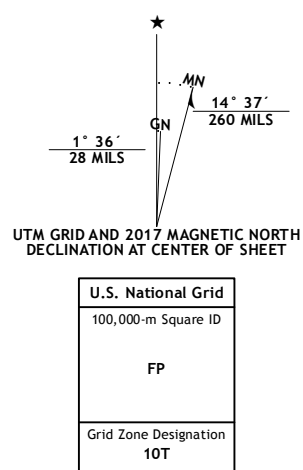 ★
MN
GN
14° 37´
260 MILS
1° 36´
28 MILS
UTM GRID AND 2017 MAGNETIC NORTH
DECLINATION AT CENTER OF SHEET
U.S. National Grid
100,000-m Square ID
FP
Grid Zone Designation
10T